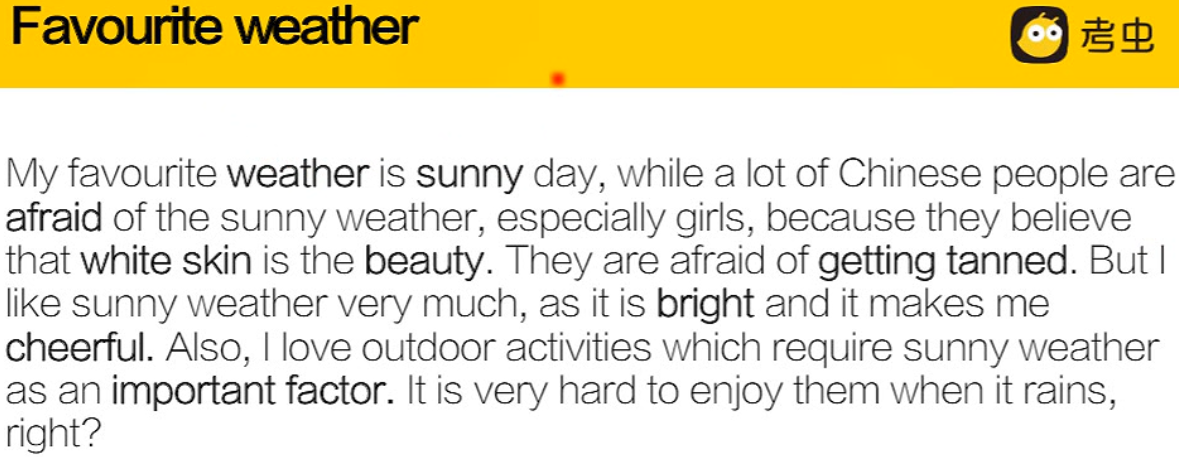 Favourite weather
考虫
My favourite weather is sunny day, while a lot of Chinese people are
afraid of the sunny weather, especially girls, because they believe
that white skin is the beauty. They are afraid of getting tanned. But I
like sunny weather very much, as it is bright and it makes me
cheerful. Also, I love outdoor activities which require sunny weather
as an important factor. It is very hard to enjoy them when it rains,
right?